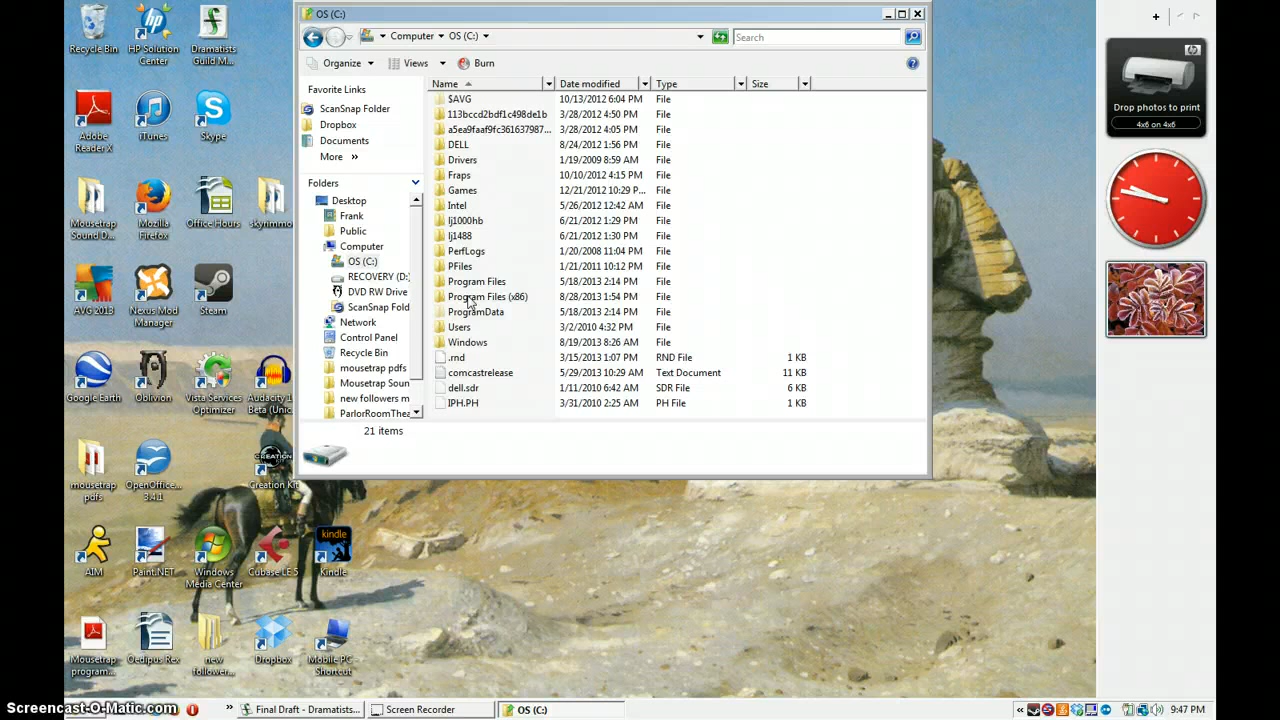 Recycle Bin
HP Solution Center
Dramatists Guild M...
Adobe Reader X
iTunes
Skype
Mousetrap Sound D...
Mozilla Firefox
Office Hours
skyrimmo
AVG 2013
Nexus Mod Manager
Steam
Google Earth
Oblivion
Vista Services Optimizer
Audacity 1 Beta (Unic
mousetrap pdfs
OpenOffice... 3.4.1
CREATION
Creation Kit
AIM
Paint.NET
Windows Media Center
Cubase LE 5
kindle
Kindle
Mousetrap program...
Oedipus Rex
new follower...
Dropbox
Mobile PC - Shortcut
OS (C:)
Computer OS (C:)
Search
Organize Views Burn
Favorite Links
ScanSnap Folder
Dropbox
Documents
More »
Folders
Desktop
Frank
Public
Computer
OS (C:)
RECOVERY (D:
DVD RW Drive
ScanSnap Fold
Network
Control Panel
Recycle Bin
mousetrap pdfs
Mousetrap Soun
new followers m
ParlorRoomThea
Name Date modified Type Size
$AVG 10/13/2012 6:04 PM File
113bccd2bdf1c498de1b 3/28/2012 4:50 PM File
a5ea9faaf9fc361637987... 3/28/2012 4:05 PM File
DELL 8/24/2012 1:56 PM File
Drivers 1/19/2009 8:59 AM File
Fraps 10/10/2012 4:15 PM File
Games 12/21/2012 10:29 P... File
Intel 5/26/2012 12:42 AM File
lj1000hb 6/21/2012 1:29 PM File
lj1488 6/21/2012 1:30 PM File
PerfLogs 1/20/2008 11:04 PM File
PFiles 1/21/2011 10:12 PM File
Program Files 5/18/2013 2:14 PM File
Program Files (x86) 8/28/2013 1:54 PM File
ProgramData 5/18/2013 2:14 PM File
Users 3/2/2010 4:32 PM File
Windows 8/19/2013 8:26 AM File
.rnd 3/15/2013 1:07 PM RND File 1 KB
comcastrelease 5/29/2013 10:29 AM Text Document 11 KB
dell.sdr 1/11/2010 6:42 AM SDR File 6 KB
IPH.PH 3/31/2010 2:25 AM PH File 1 KB
21 items
Drop photos to print
4x6 on 4x6
Screencast-O-Matic.com
» Final Draft - Dramatists... Screen Recorder OS (C:) « 9:47 PM